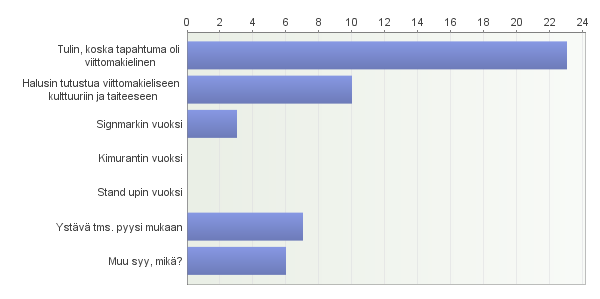 0 2 4 6 8 10 12 14 16 18 20 22 24
Tulin, koska tapahtuma oli
viittomakielinen
Halusin tutustua viittomakieliseen
kulttuuriin ja taiteeseen
Signmarkin vuoksi
Kimurantin vuoksi
Stand upin vuoksi
Ystävä tms. pyysi mukaan
Muu syy, mikä?